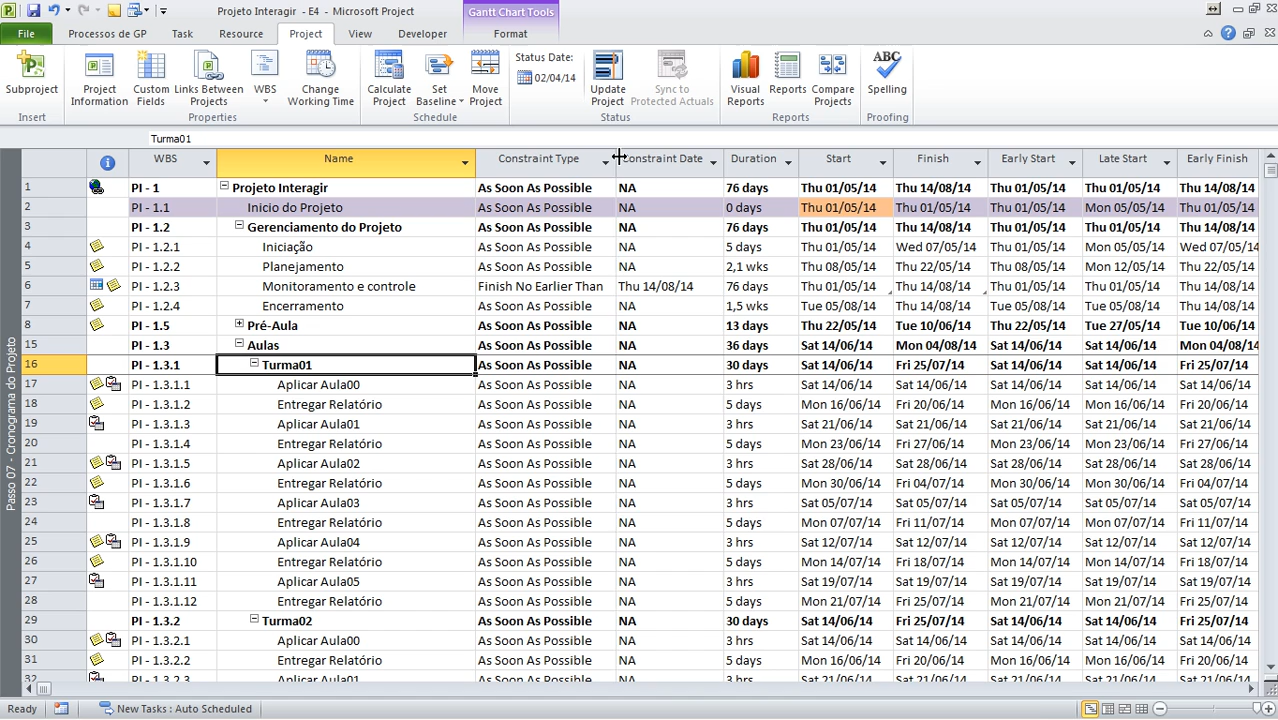 Projeto Interagir - E4 - Microsoft Project
Gantt Chart Tools
File Processos de GP Task Resource Project View Developer Format
Subproject
Project Information
Custom Fields
Links Between Projects
WBS
Change Working Time
Calculate Project
Set Baseline
Move Project
Status Date:
02/04/14
Update Project
Sync to Protected Actuals
Visual Reports
Reports
Compare Projects
ABC
Spelling
Insert Properties Schedule Status Reports Proofing
Turma01
WBS Name Constraint Type Constraint Date Duration Start Finish Early Start Late Start Early Finish
1 PI - 1 Projeto Interagir As Soon As Possible NA 76 days Thu 01/05/14 Thu 14/08/14 Thu 01/05/14 Thu 01/05/14 Thu 14/08/14
2 PI - 1.1 Inicio do Projeto As Soon As Possible NA 0 days Thu 01/05/14 Thu 01/05/14 Thu 01/05/14 Mon 05/05/14 Thu 01/05/14
3 PI - 1.2 Gerenciamento do Projeto As Soon As Possible NA 76 days Thu 01/05/14 Thu 14/08/14 Thu 01/05/14 Thu 01/05/14 Thu 14/08/14
4 PI - 1.2.1 Iniciação As Soon As Possible NA 5 days Thu 01/05/14 Wed 07/05/14 Thu 01/05/14 Mon 05/05/14 Wed 07/05/1
5 PI - 1.2.2 Planejamento As Soon As Possible NA 2,1 wks Thu 08/05/14 Thu 22/05/14 Thu 08/05/14 Mon 12/05/14 Thu 22/05/14
6 PI - 1.2.3 Monitoramento e controle Finish No Earlier Than Thu 14/08/14 76 days Thu 01/05/14 Thu 14/08/14 Thu 01/05/14 Thu 01/05/14 Thu 14/08/14
7 PI - 1.2.4 Encerramento As Soon As Possible NA 1,5 wks Tue 05/08/14 Thu 14/08/14 Tue 05/08/14 Tue 05/08/14 Thu 14/08/14
8 PI - 1.5 Pré-Aula As Soon As Possible NA 13 days Thu 22/05/14 Tue 10/06/14 Thu 22/05/14 Tue 27/05/14 Tue 10/06/14
15 PI - 1.3 Aulas As Soon As Possible NA 36 days Sat 14/06/14 Mon 04/08/14 Sat 14/06/14 Sat 14/06/14 Mon 04/08/1
16 PI - 1.3.1 Turma01 As Soon As Possible NA 30 days Sat 14/06/14 Fri 25/07/14 Sat 14/06/14 Sat 14/06/14 Fri 25/07/14
17 PI - 1.3.1.1 Aplicar Aula00 As Soon As Possible NA 3 hrs Sat 14/06/14 Sat 14/06/14 Sat 14/06/14 Sat 14/06/14 Sat 14/06/14
18 PI - 1.3.1.2 Entregar Relatório As Soon As Possible NA 5 days Mon 16/06/14 Fri 20/06/14 Mon 16/06/14 Mon 16/06/14 Fri 20/06/14
19 PI - 1.3.1.3 Aplicar Aula01 As Soon As Possible NA 3 hrs Sat 21/06/14 Sat 21/06/14 Sat 21/06/14 Sat 21/06/14 Sat 21/06/14
20 PI - 1.3.1.4 Entregar Relatório As Soon As Possible NA 5 days Mon 23/06/14 Fri 27/06/14 Mon 23/06/14 Mon 23/06/14 Fri 27/06/14
21 PI - 1.3.1.5 Aplicar Aula02 As Soon As Possible NA 3 hrs Sat 28/06/14 Sat 28/06/14 Sat 28/06/14 Sat 28/06/14 Sat 28/06/14
22 PI - 1.3.1.6 Entregar Relatório As Soon As Possible NA 5 days Mon 30/06/14 Fri 04/07/14 Mon 30/06/14 Mon 30/06/14 Fri 04/07/14
23 PI - 1.3.1.7 Aplicar Aula03 As Soon As Possible NA 3 hrs Sat 05/07/14 Sat 05/07/14 Sat 05/07/14 Sat 05/07/14 Sat 05/07/14
24 PI - 1.3.1.8 Entregar Relatório As Soon As Possible NA 5 days Mon 07/07/14 Fri 11/07/14 Mon 07/07/14 Mon 07/07/14 Fri 11/07/14
25 PI - 1.3.1.9 Aplicar Aula04 As Soon As Possible NA 3 hrs Sat 12/07/14 Sat 12/07/14 Sat 12/07/14 Sat 12/07/14 Sat 12/07/14
26 PI - 1.3.1.10 Entregar Relatório As Soon As Possible NA 5 days Mon 14/07/14 Fri 18/07/14 Mon 14/07/14 Mon 14/07/14 Fri 18/07/14
27 PI - 1.3.1.11 Aplicar Aula05 As Soon As Possible NA 3 hrs Sat 19/07/14 Sat 19/07/14 Sat 19/07/14 Sat 19/07/14 Sat 19/07/14
28 PI - 1.3.1.12 Entregar Relatório As Soon As Possible NA 5 days Mon 21/07/14 Fri 25/07/14 Mon 21/07/14 Mon 21/07/14 Fri 25/07/14
29 PI - 1.3.2 Turma02 As Soon As Possible NA 30 days Sat 14/06/14 Fri 25/07/14 Sat 14/06/14 Sat 14/06/14 Fri 25/07/14
30 PI - 1.3.2.1 Aplicar Aula00 As Soon As Possible NA 3 hrs Sat 14/06/14 Sat 14/06/14 Sat 14/06/14 Sat 14/06/14 Sat 14/06/14
31 PI - 1.3.2.2 Entregar Relatório As Soon As Possible NA 5 days Mon 16/06/14 Fri 20/06/14 Mon 16/06/14 Mon 16/06/14 Fri 20/06/14
32 PI - 1.3.2.3 Aplicar Aula01 As Soon As Possible NA 3 hrs Sat 21/06/14 Sat 21/06/14 Sat 21/06/14 Sat 21/06/14 Sat 21/06/14
Passo 07 - Cronograma do Projeto
Ready New Tasks : Auto Scheduled